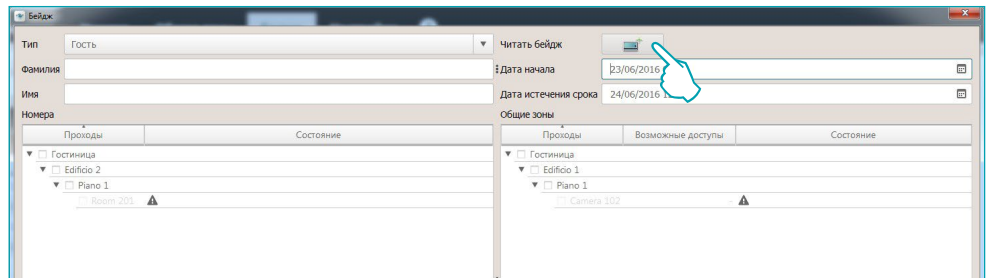 Бейдж
Тип Гость Читать бейдж
Фамилия Дата начала 23/06/2016
Имя Дата истечения срока 24/06/2016
Номера Общие зоны
Проходы Состояние Проходы Возможные доступы Состояние
Гостиница Гостиница
Edificio 2 Edificio 1
Piano 1 Piano 1
Room 201 Camera 102 -